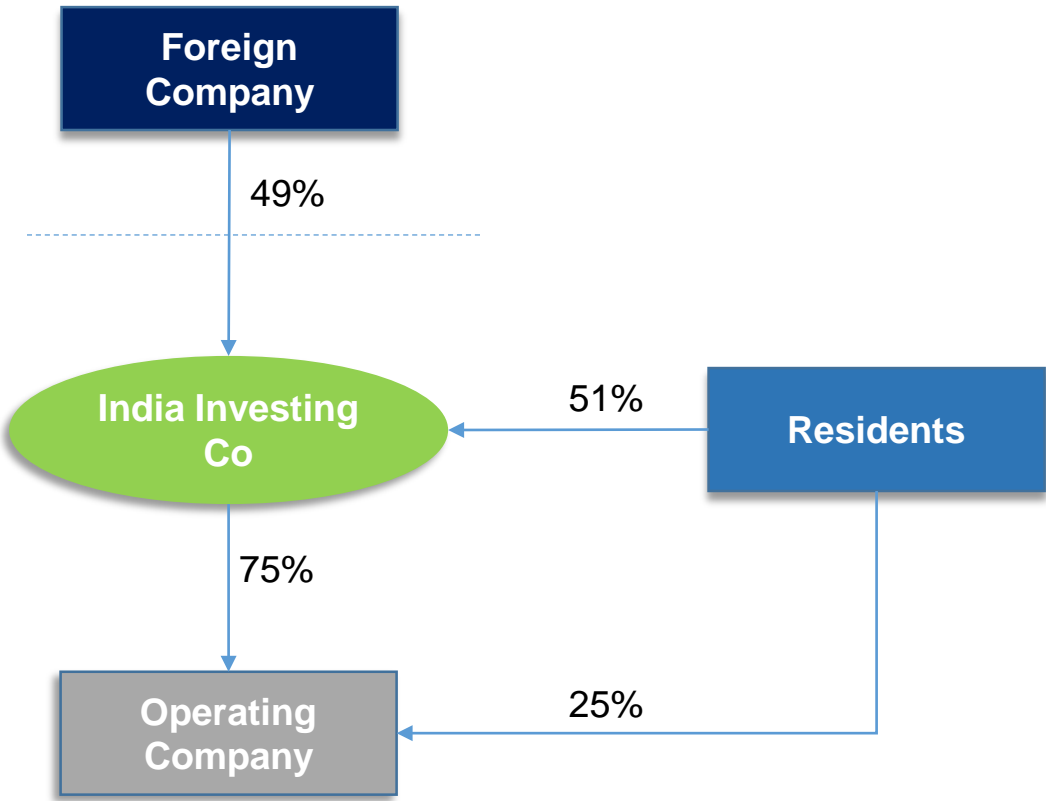 Foreign
Company
49%
India Investing
Co
51%
Residents
75%
Operating
Company
25%